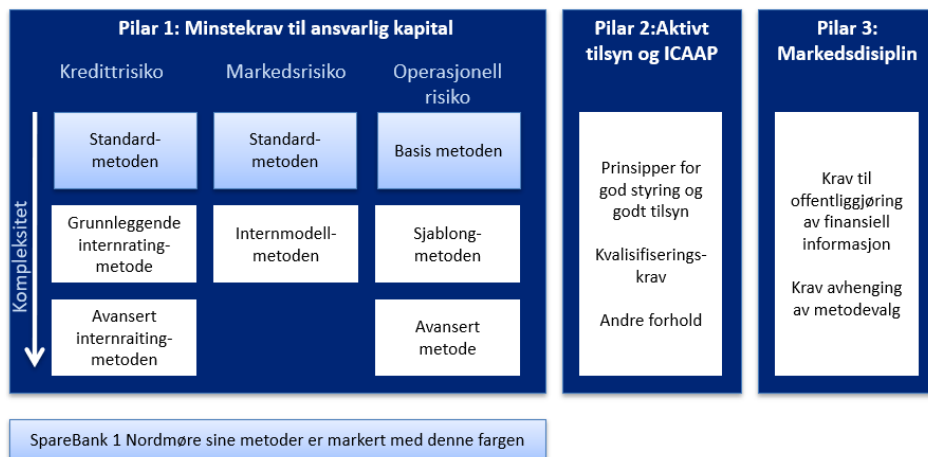 Pilar 1: Minstekrav til ansvarlig kapital
Kredittrisiko
Markedsrisiko
Operasjonell
risiko
Kompleksitet
Standard-
metoden
Standard-
metoden
Basis metoden
Grunnleggende
internrating-
metode
Internmodell-
metoden
Sjablong-
metoden
Avansert
internraiting-
metoden
Avansert
metode
Pilar 2:Aktivt
tilsyn og ICAAP
Prinsipper for
god styring og
godt tilsyn
Kvalisifiserings-
krav
Andre forhold
Pilar 3:
Markedsdisiplin
Krav til
offentliggjøring
av finansiell
informasjon
Krav avhenging
av metodevalg
SpareBank 1 Nordmøre sine metoder er markert med denne fargen